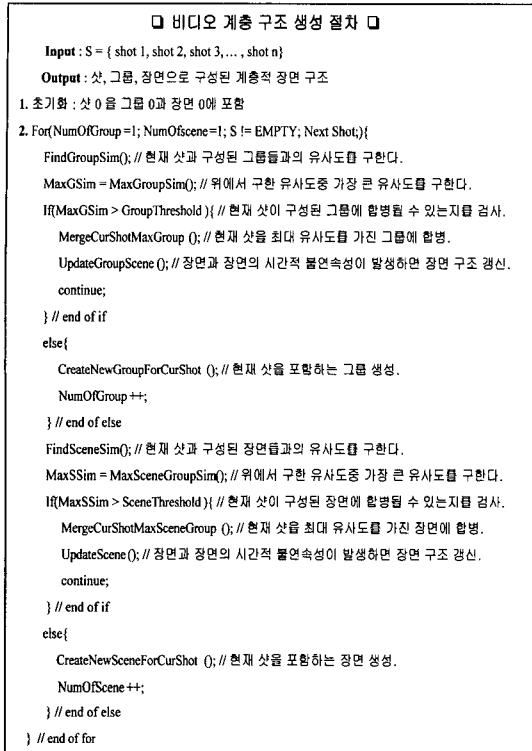 ❑ 비디오 계층 구조 생성 절차 ❑
Input : S = { shot 1, shot 2, shot 3, ... , shot n}
Output : 샷, 그룹, 장면으로 구성된 계층적 장면 구조
1. 초기화 : 샷 0 을 그룹 0과 장면 0에 포함
2. For(NumOfGroup =1; NumOfscene=1; S != EMPTY; Next Shot;){
FindGroupSim(); // 현재 샷과 구성된 그룹들과의 유사도를 구한다.
MaxGSim = MaxGroupSim(); // 위에서 구한 유사도중 가장 큰 유사도를 구한다.
If(MaxGSim > GroupThreshold ){ // 현재 샷이 구성된 그룹에 합병될 수 있는지를 검사.
MergeCurShotMaxGroup (); // 현재 샷을 최대 유사도를 가진 그룹에 합병.
UpdateGroupScene (); // 장면과 장면의 시간적 불연속성이 발생하면 장면 구조 갱신.
continue;
} // end of if
else{
CreateNewGroupForCurShot (); // 현재 샷을 포함하는 그룹 생성.
NumOfGroup ++;
} // end of else
FindSceneSim(); // 현재 샷과 구성된 장면들과의 유사도를 구한다.
MaxSSim = MaxSceneGroupSim(); // 위에서 구한 유사도중 가장 큰 유사도를 구한다.
If(MaxSSim > SceneThreshold ){ // 현재 샷이 구성된 장면에 합병될 수 있는지를 검사.
MergeCurShotMaxSceneGroup (); // 현재 샷을 최대 유사도를 가진 장면에 합병.
UpdateScene (); // 장면과 장면의 시간적 불연속성이 발생하면 장면 구조 갱신.
continue;
} // end of if
else{
CreateNewSceneForCurShot (); // 현재 샷을 포함하는 장면 생성.
NumOfScene ++;
} // end of else
} // end of for